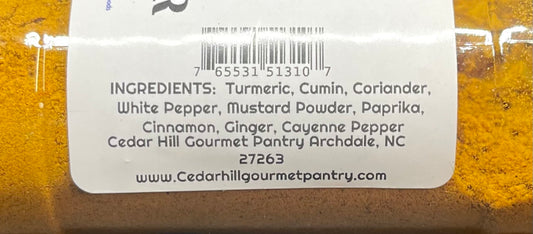 R
7 65531 51310 7
INGREDIENTS: Turmeric, Cumin, Coriander,
White Pepper, Mustard Powder, Paprika,
Cinnamon, Ginger, Cayenne Pepper
Cedar Hill Gourmet Pantry Archdale, NC
27263
www.Cedarhillgourmetpantry.com